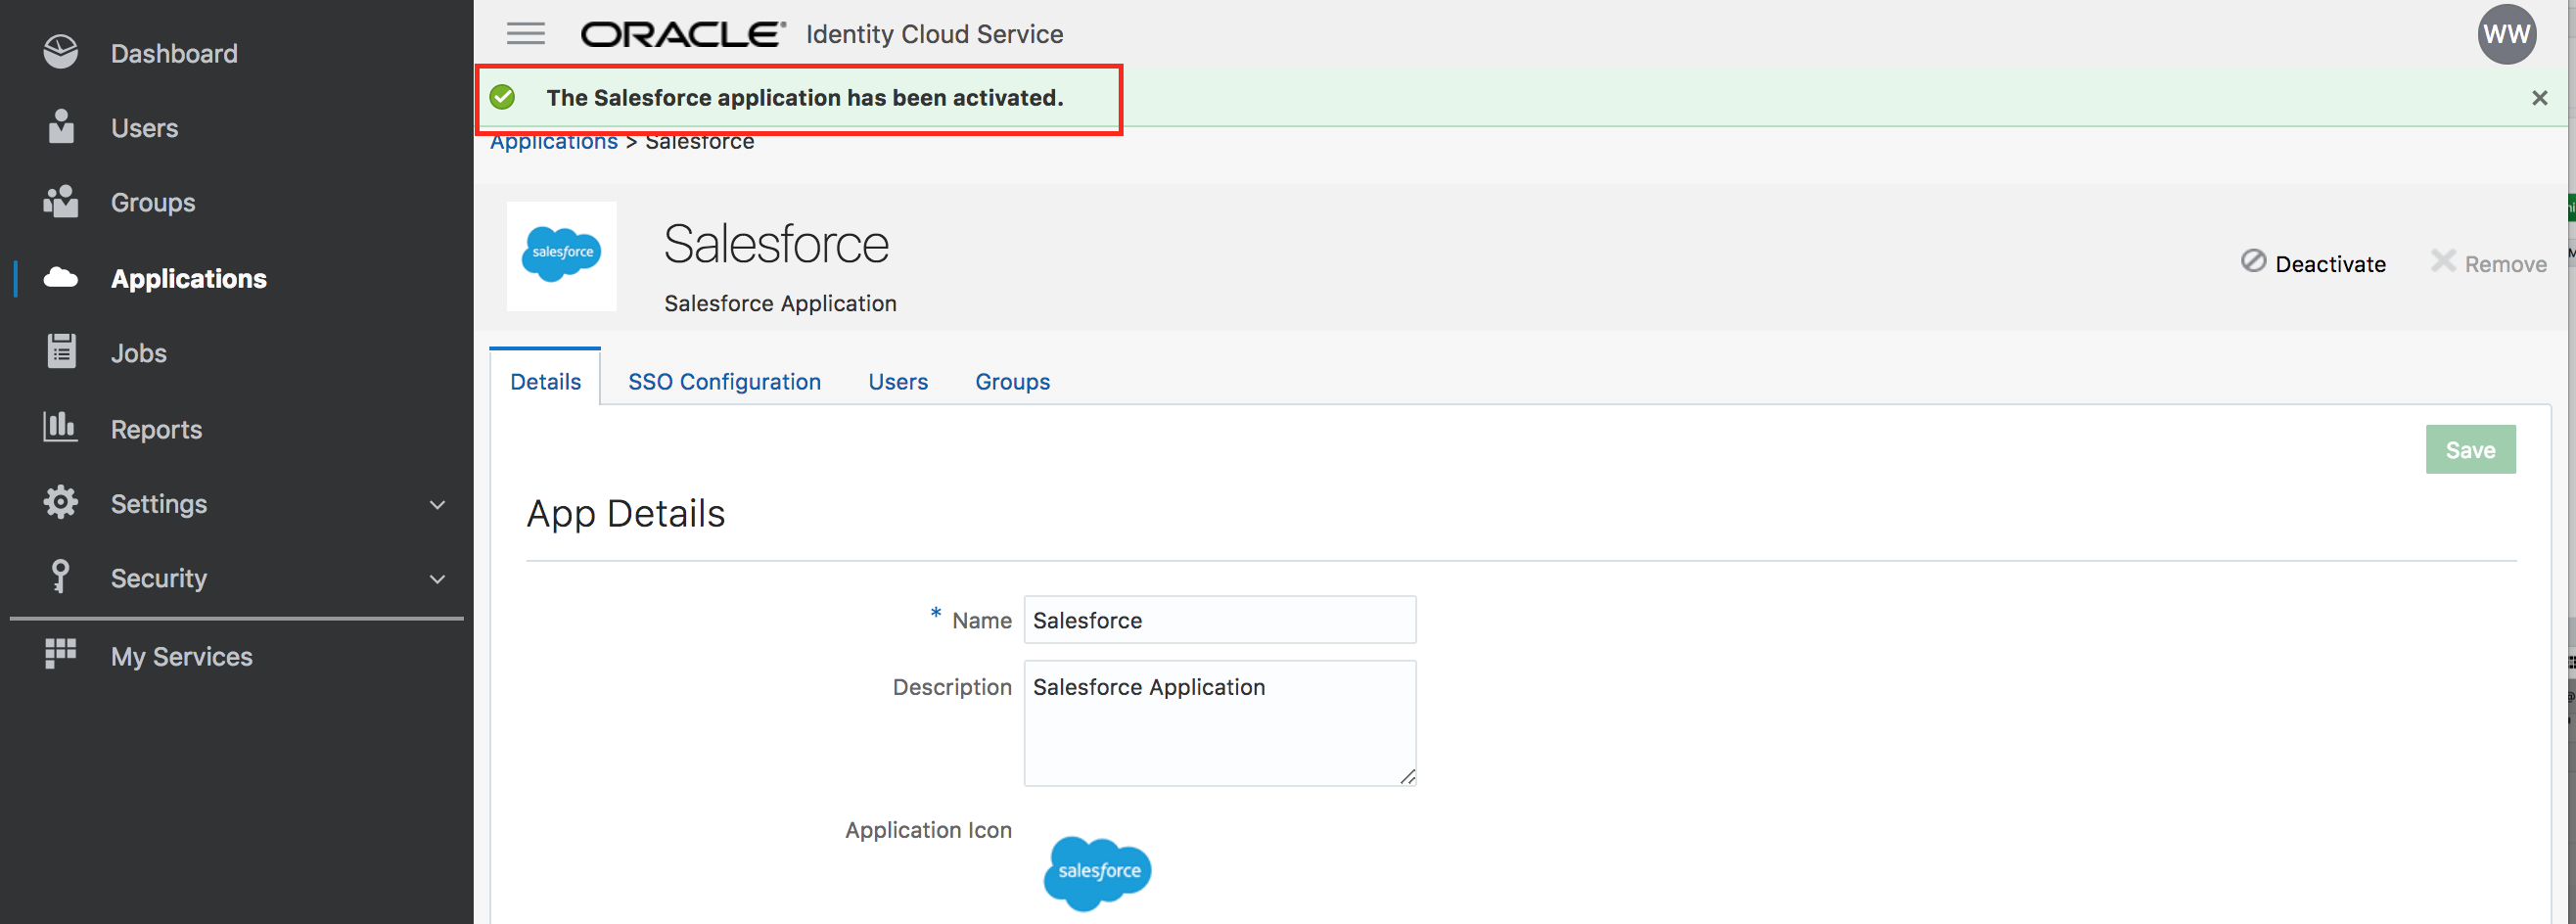 Dashboard
Users
Groups
Applications
Jobs
Reports
Settings
Security
My Services
ORACLE® Identity Cloud Service
WW
The Salesforce application has been activated.
Applications > Salesforce
salesforce
Salesforce
Salesforce Application
Deactivate
Remove
Details SSO Configuration Users Groups
Save
App Details
* Name Salesforce
Description Salesforce Application
Application Icon
salesforce